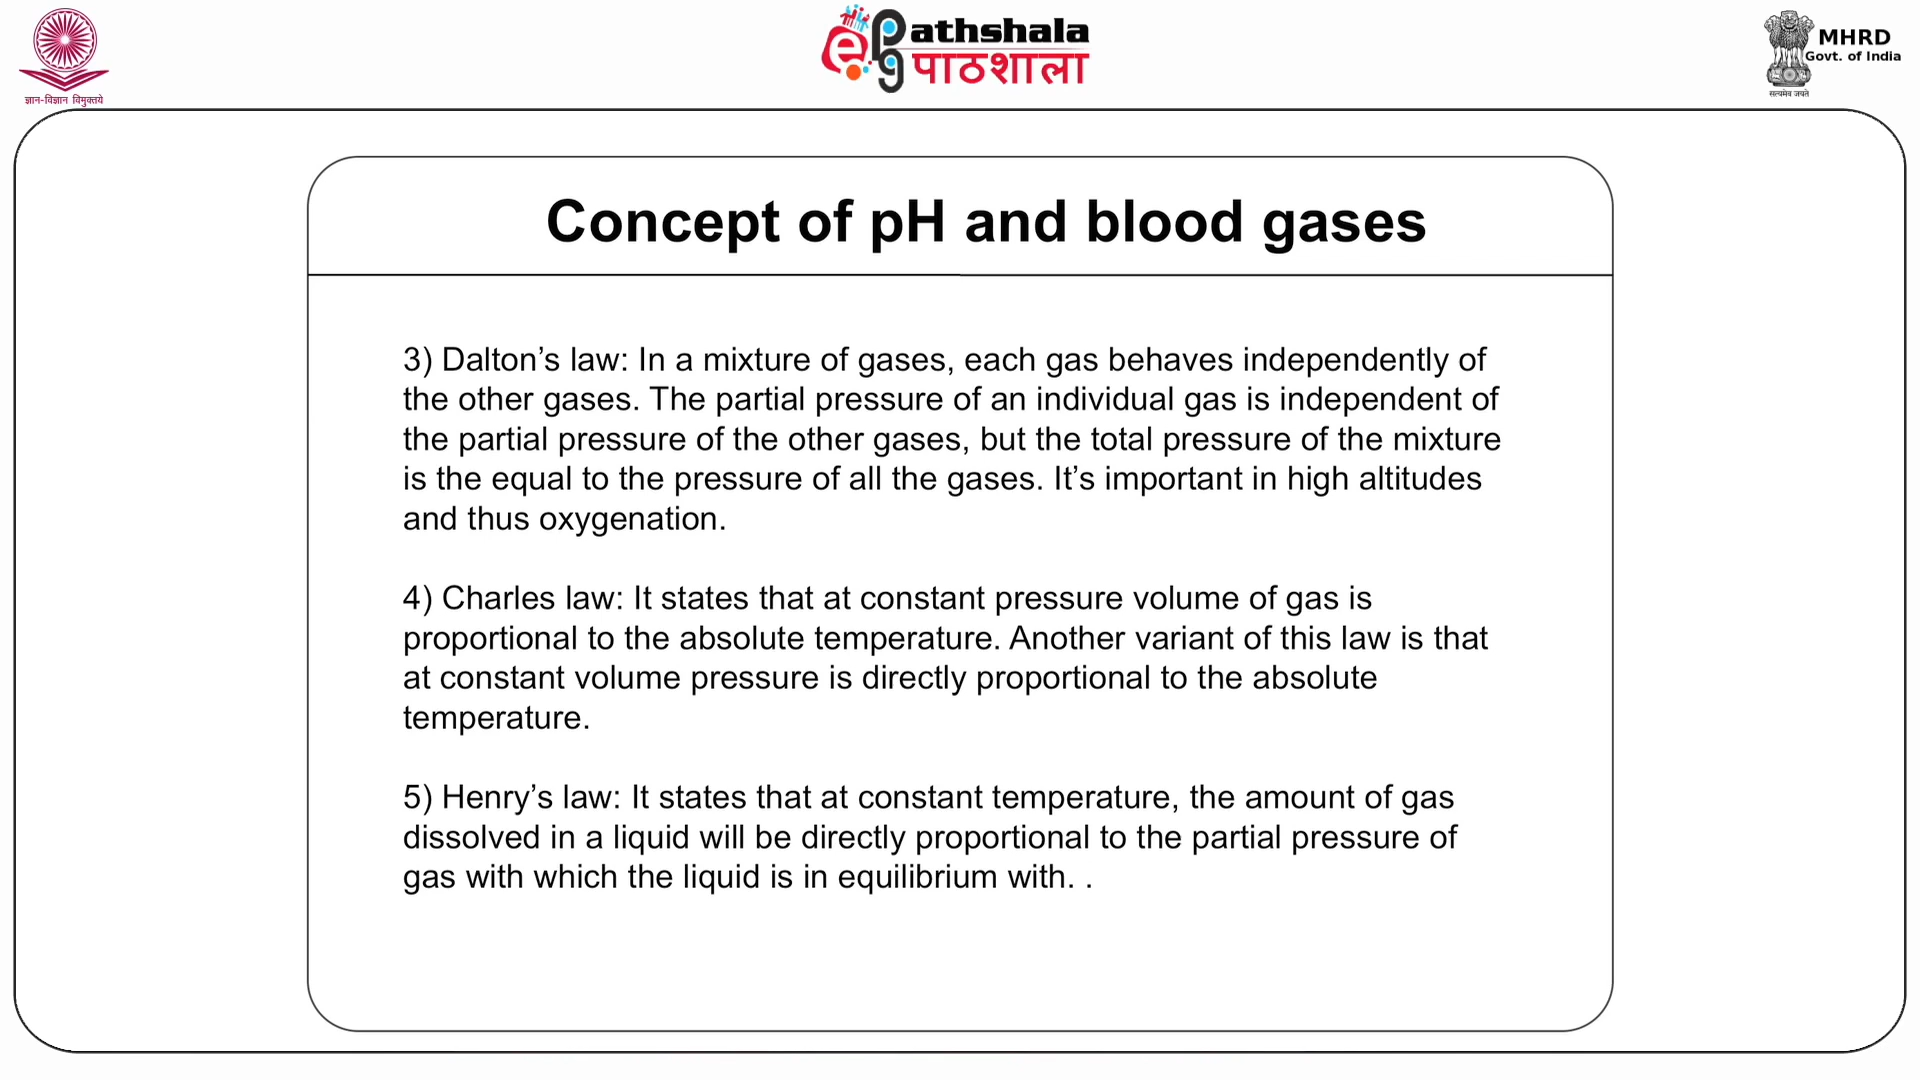 ज्ञान-विज्ञान विमुक्तये
e PG Pathshala
पाठशाला
MHRD
Govt. of India
सत्यमेव जयते
Concept of pH and blood gases
3) Dalton’s law: In a mixture of gases, each gas behaves independently of
the other gases. The partial pressure of an individual gas is independent of
the partial pressure of the other gases, but the total pressure of the mixture
is the equal to the pressure of all the gases. It’s important in high altitudes
and thus oxygenation.
4) Charles law: It states that at constant pressure volume of gas is
proportional to the absolute temperature. Another variant of this law is that
at constant volume pressure is directly proportional to the absolute
temperature.
5) Henry’s law: It states that at constant temperature, the amount of gas
dissolved in a liquid will be directly proportional to the partial pressure of
gas with which the liquid is in equilibrium with. .